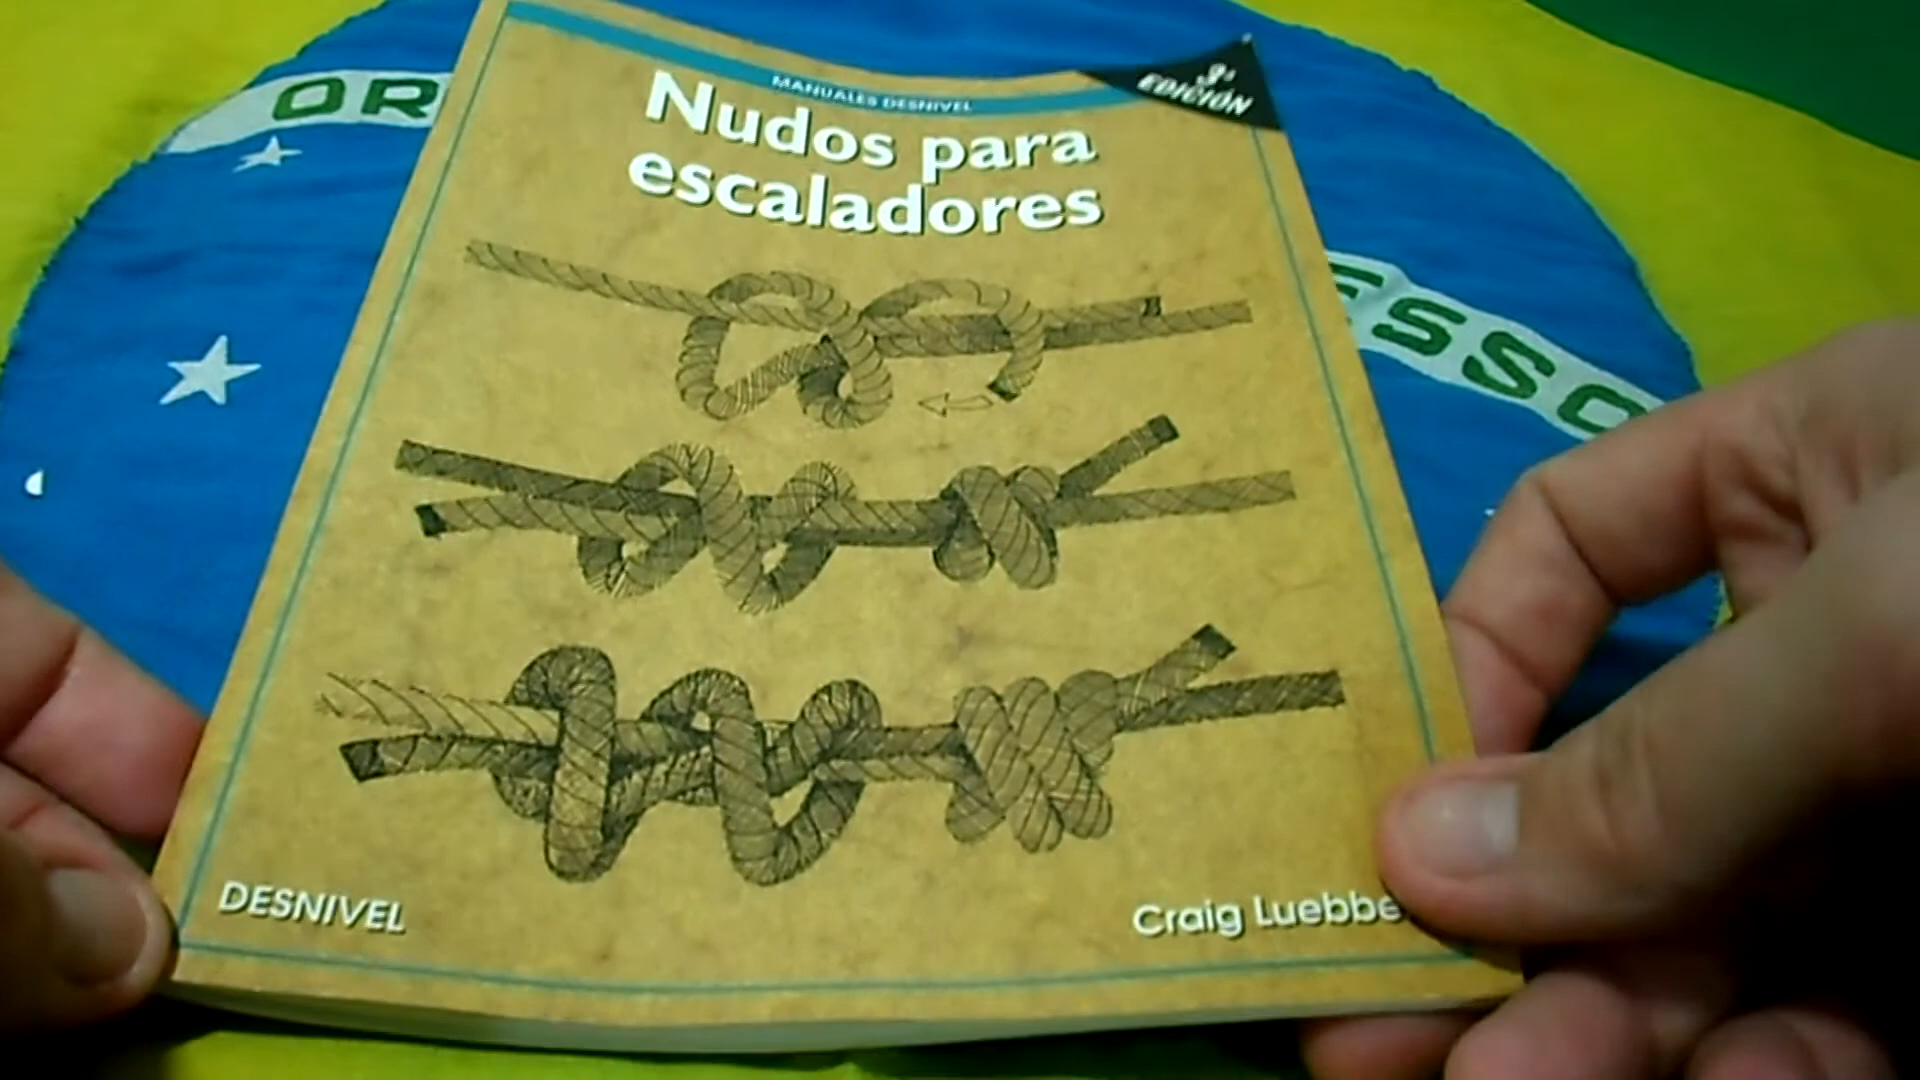 OR
ESSO
MANUALES DESNIVEL
3ª
EDICIÓN
Nudos para
escaladores
DESNIVEL
Craig Luebbe